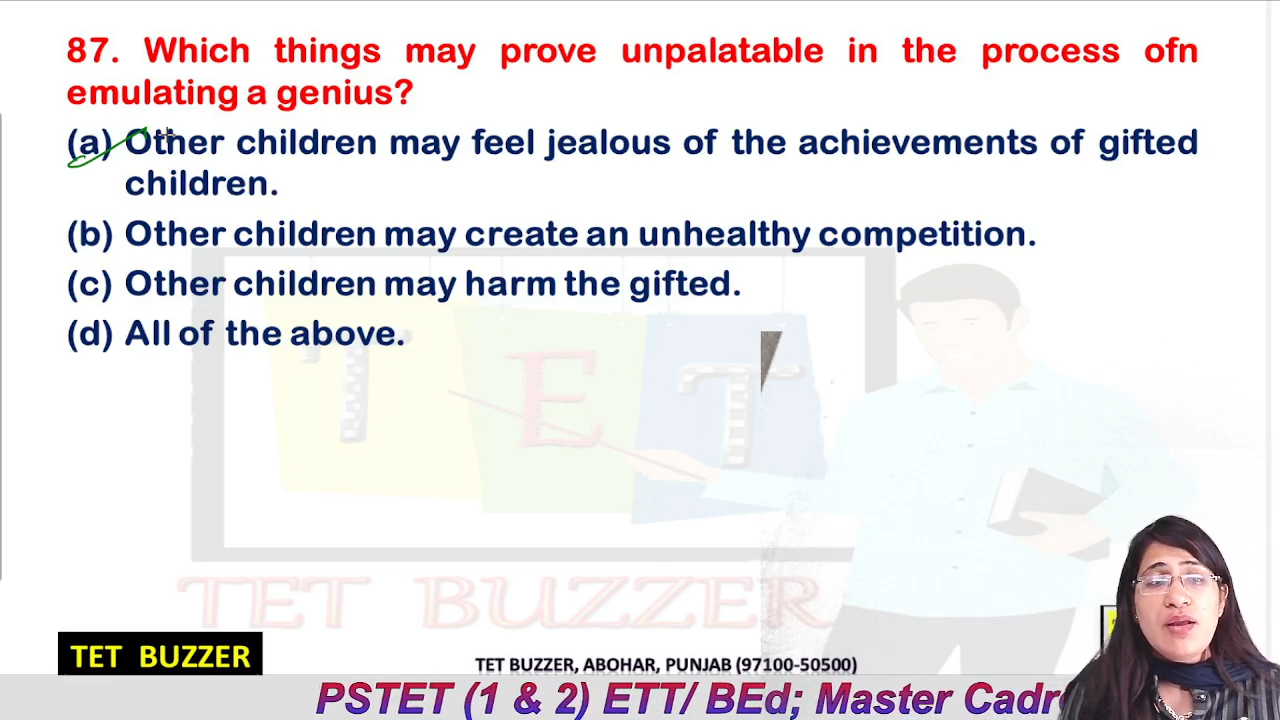 87. Which things may prove unpalatable in the process ofn
emulating a genius?
(a) Other children may feel jealous of the achievements of gifted
children.
(b) Other children may create an unhealthy competition.
(c) Other children may harm the gifted.
(d) All of the above.
T E T
TET BUZZER
TET BUZZER
TET BUZZER, ABOHAR, PUNJAB (97100-50500)
PSTET (1 & 2) ETT/ BEd; Master Cadr